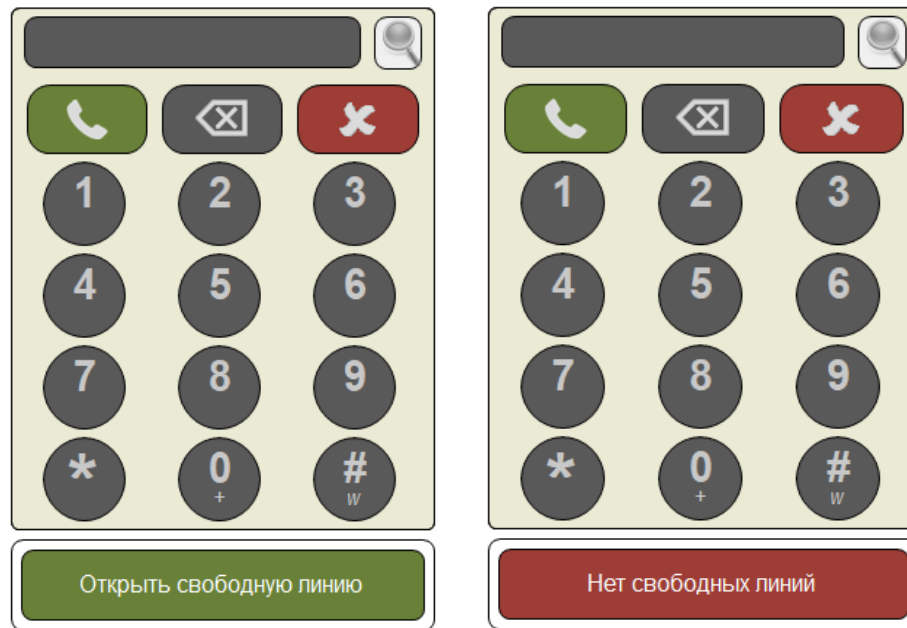 1 2 3
4 5 6
7 8 9
* 0 #
+ w
Открыть свободную линию
1 2 3
4 5 6
7 8 9
* 0 #
+ w
Нет свободных линий